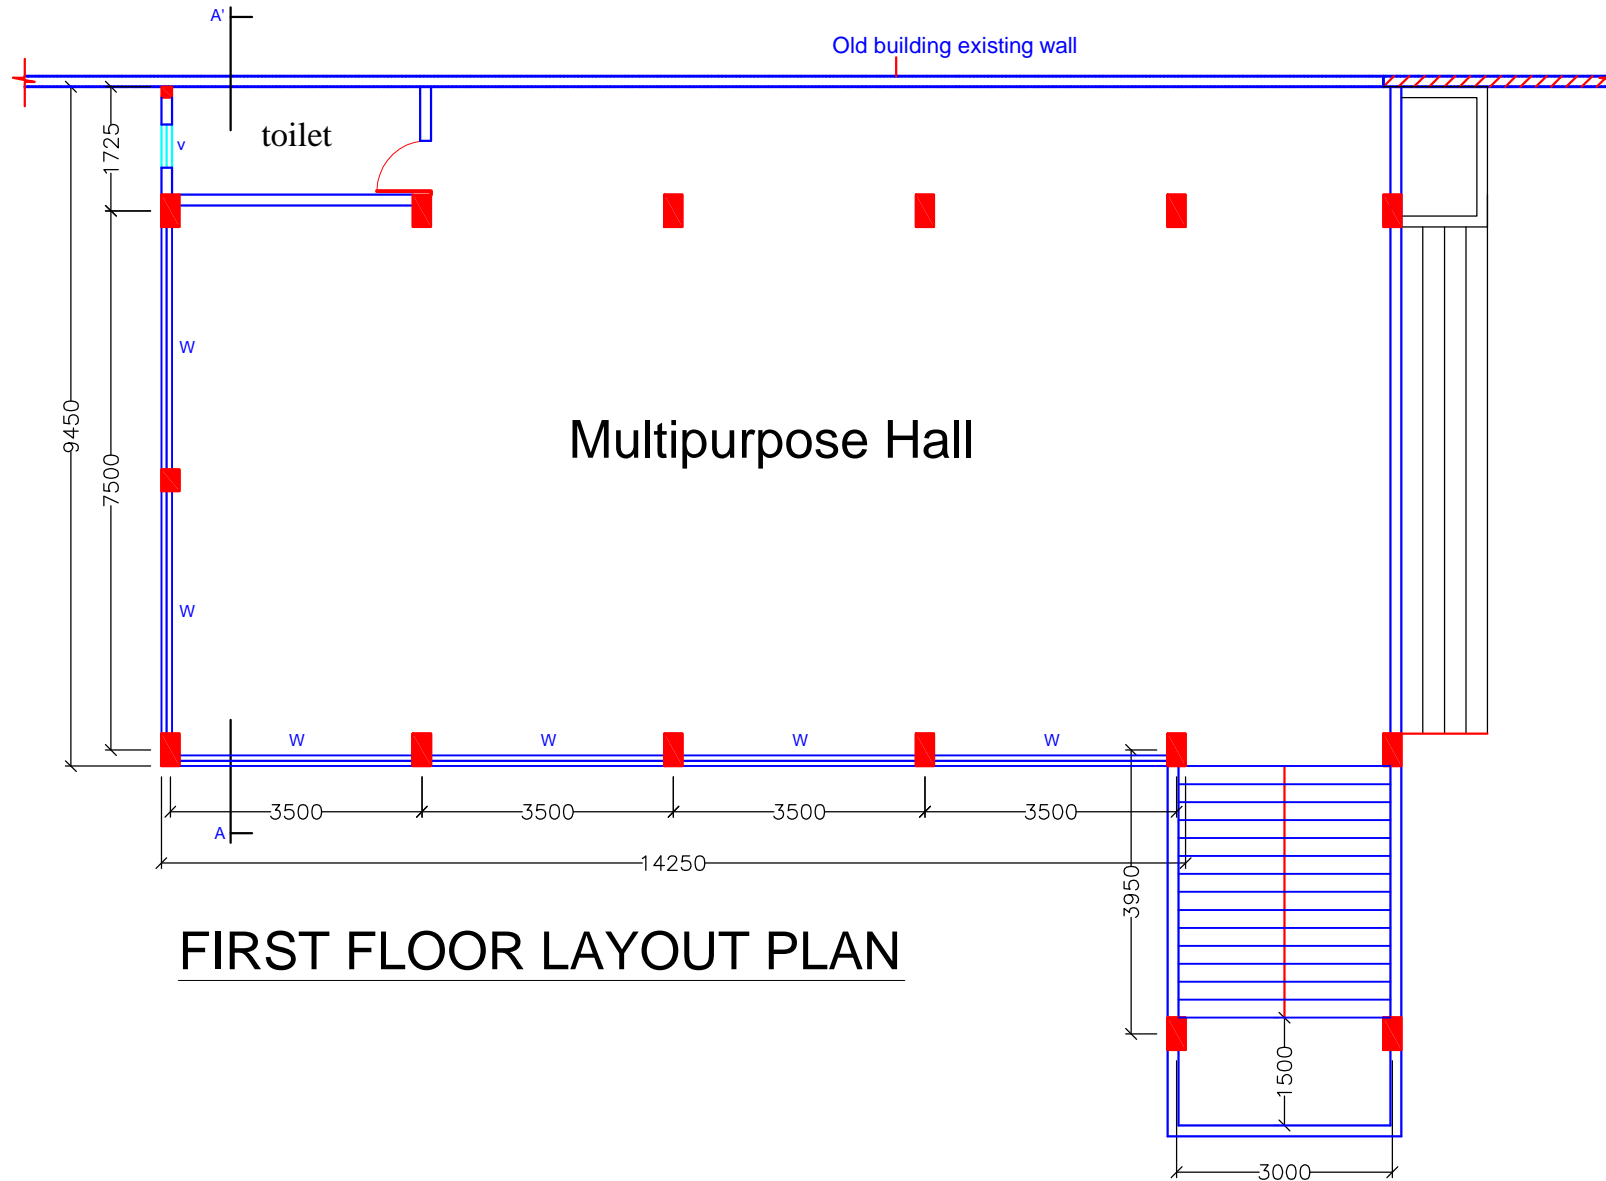 A'
Old building existing wall
toilet
v
1725
W
9450
Multipurpose Hall
7500
W
W
W
W
W
3500
3500
3500
3500
A
14250
3950
FIRST FLOOR LAYOUT PLAN
1500
3000